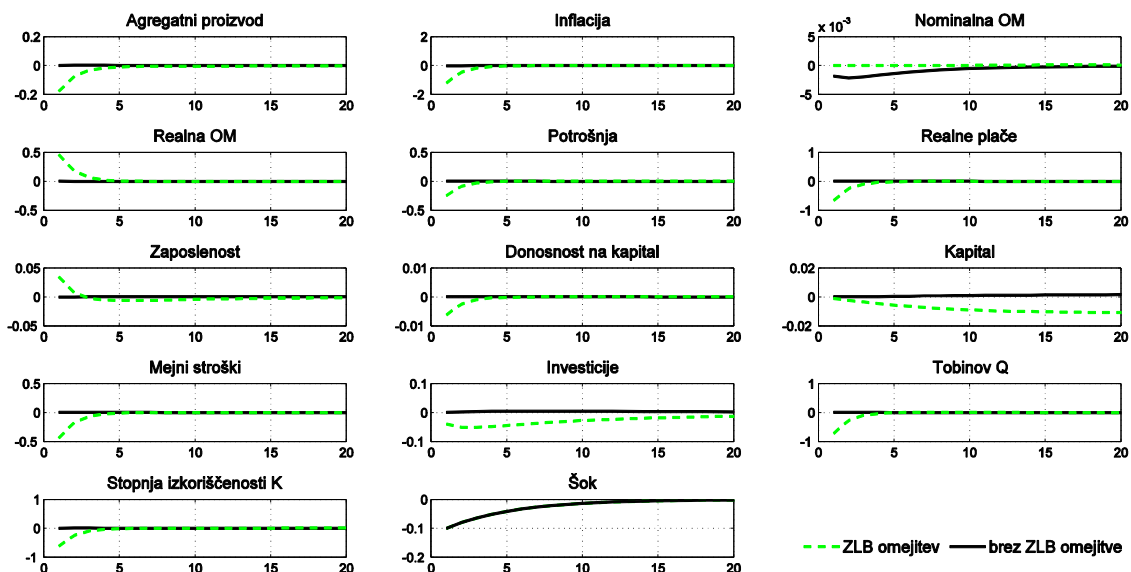 Agregatni proizvod
Inflacija
Nominalna OM
0.2
0
-0.2
0 5 10 15 20
2
0
-2
0 5 10 15 20
x 10⁻³
5
0
-5
0 5 10 15 20
Realna OM
Potrošnja
Realne plače
0.5
0
-0.5
0 5 10 15 20
0.5
0
-0.5
0 5 10 15 20
1
0
-1
0 5 10 15 20
Zaposlenost
Donosnost na kapital
Kapital
0.05
0
-0.05
0 5 10 15 20
0.01
0
-0.01
0 5 10 15 20
0.02
0
-0.02
0 5 10 15 20
Mejni stroški
Investicije
Tobinov Q
0.5
0
-0.5
0 5 10 15 20
0.1
0
-0.1
0 5 10 15 20
1
0
-1
0 5 10 15 20
Stopnja izkoriščenosti K
Šok
1
0
-1
0 5 10 15 20
0
-0.1
-0.2
0 5 10 15 20
ZLB omejitev
brez ZLB omejitve